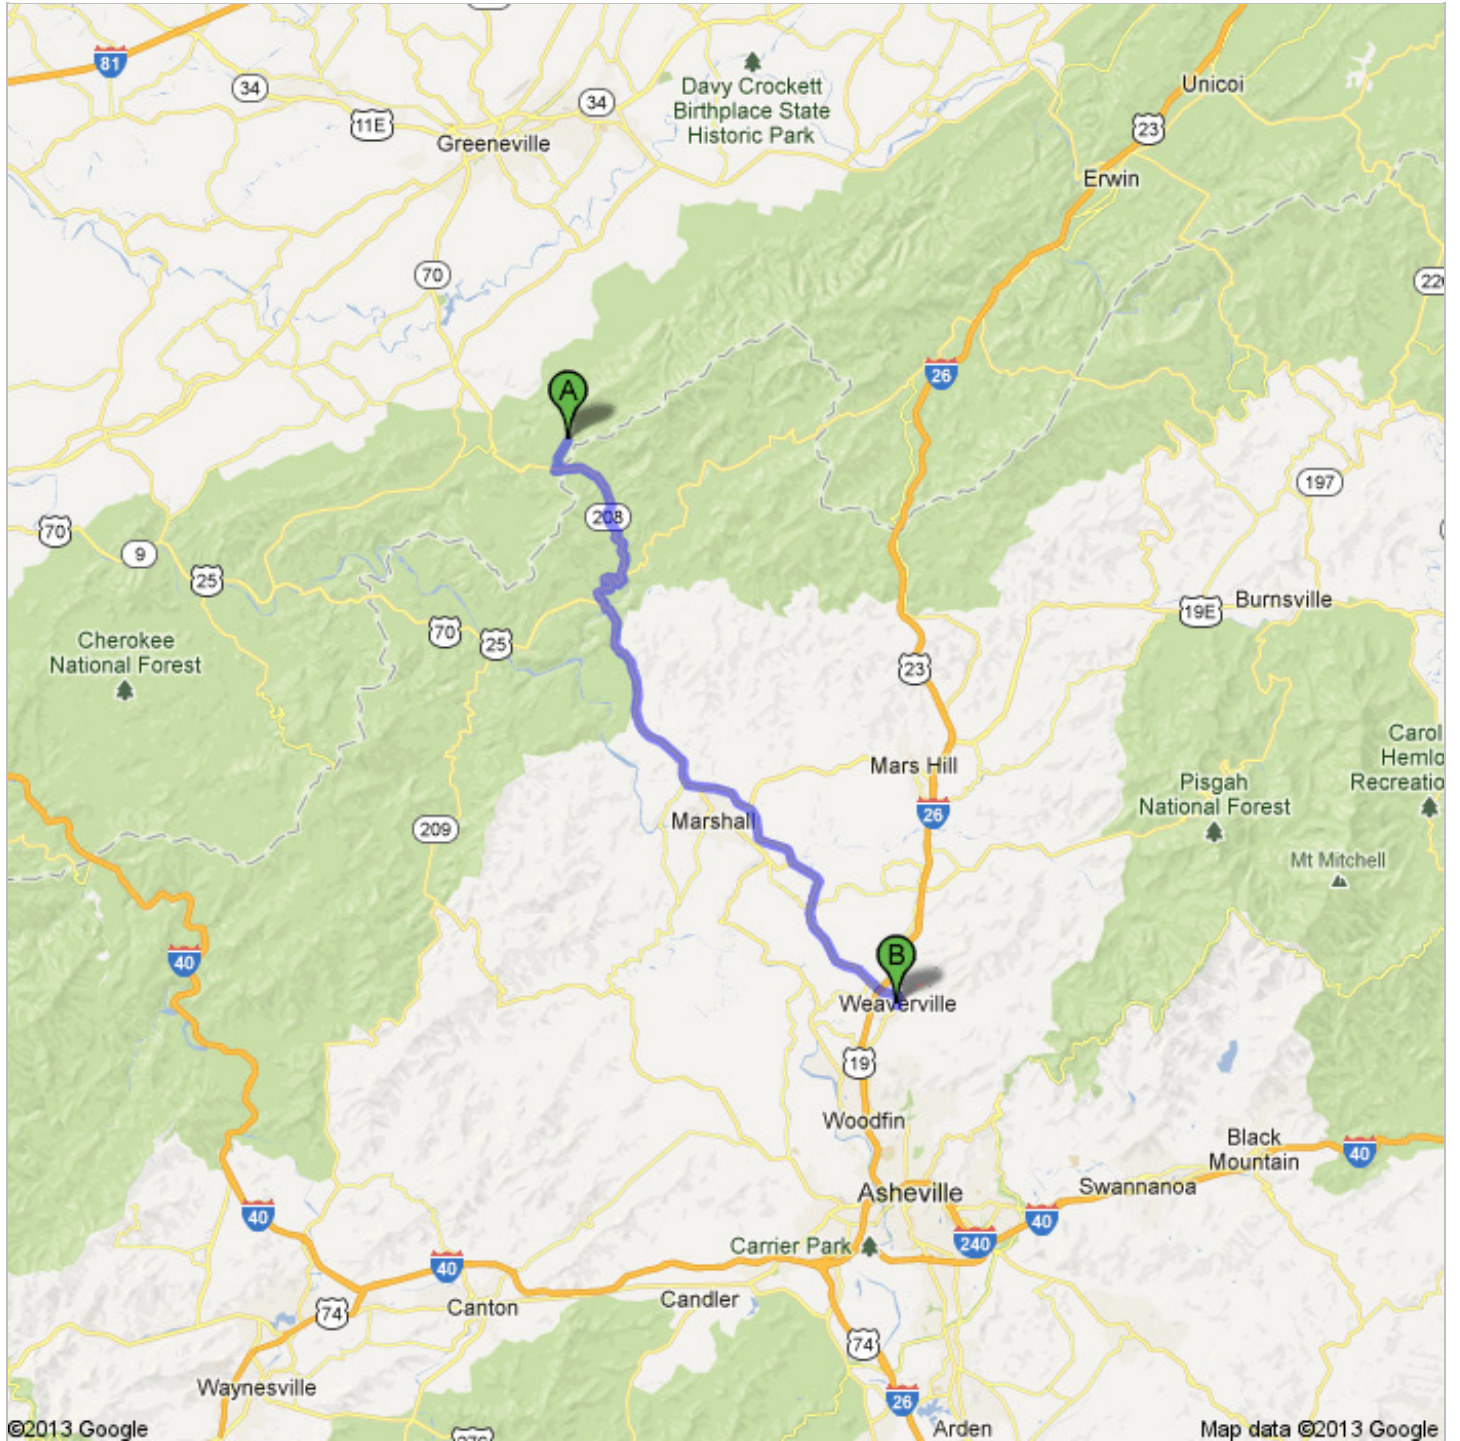 81
34
11E
34
Greeneville
Davy Crockett
Birthplace State
Historic Park
Unicoi
23
Erwin
70
26
A
208
197
70
9
25
70
25
19E
Burnsville
Cherokee
National Forest
23
Mars Hill
26
Pisgah
National Forest
Carol
Hemlo
Recreatio
Marshall
209
Mt Mitchell
40
B
Weaverville
19
Woodfin
Black
Mountain
40
Asheville
Swannanoa
40
40
Carrier Park
240
40
Canton
Candler
74
74
Waynesville
26
Arden
©2013 Google
Map data ©2013 Google